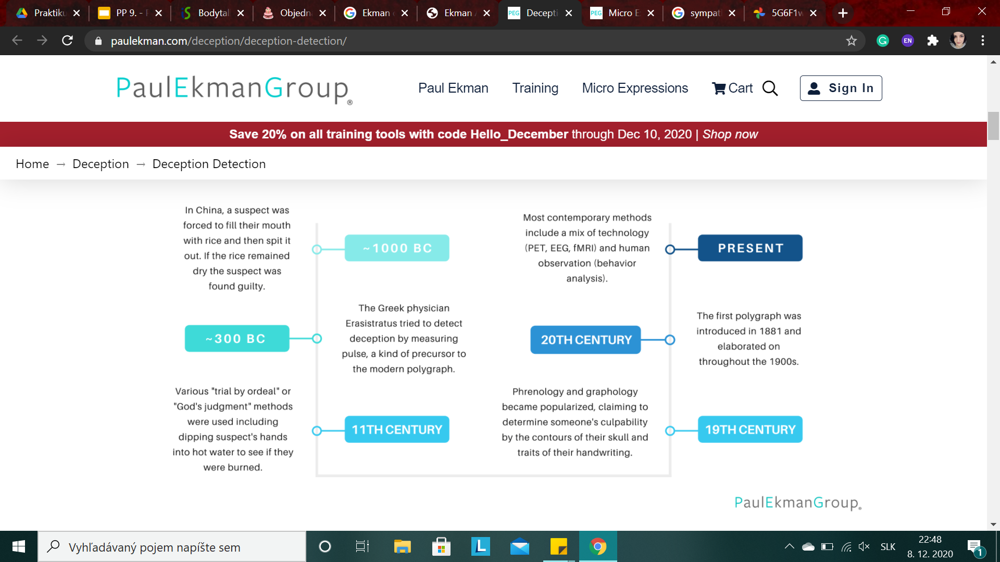 Praktiku
PP 9. - F
Bodytal
Objedn
Ekman
Ekman
Decepti
Micro E
sympat
5G6F1w
paulekman.com/deception/deception-detection/
EN
PaulEkmanGroup®
Paul Ekman
Training
Micro Expressions
Cart
Sign In
Save 20% on all training tools with code Hello_December through Dec 10, 2020 | Shop now
Home → Deception → Deception Detection
In China, a suspect was
forced to fill their mouth
with rice and then spit it
out. If the rice remained
dry the suspect was
found guilty.
~1000 BC
~300 BC
The Greek physician
Erasistratus tried to detect
deception by measuring
pulse, a kind of precursor to
the modern polygraph.
Various "trial by ordeal" or
"God's judgment" methods
were used including
dipping suspect's hands
into hot water to see if they
were burned.
11TH CENTURY
Most contemporary methods
include a mix of technology
(PET, EEG, fMRI) and human
observation (behavior
analysis).
PRESENT
20TH CENTURY
The first polygraph was
introduced in 1881 and
elaborated on
throughout the 1900s.
Phrenology and graphology
became popularized, claiming to
determine someone's culpability
by the contours of their skull and
traits of their handwriting.
19TH CENTURY
PaulEkmanGroup®
Vyhľadávaný pojem napíšte sem
SLK
22:48
8. 12. 2020
1